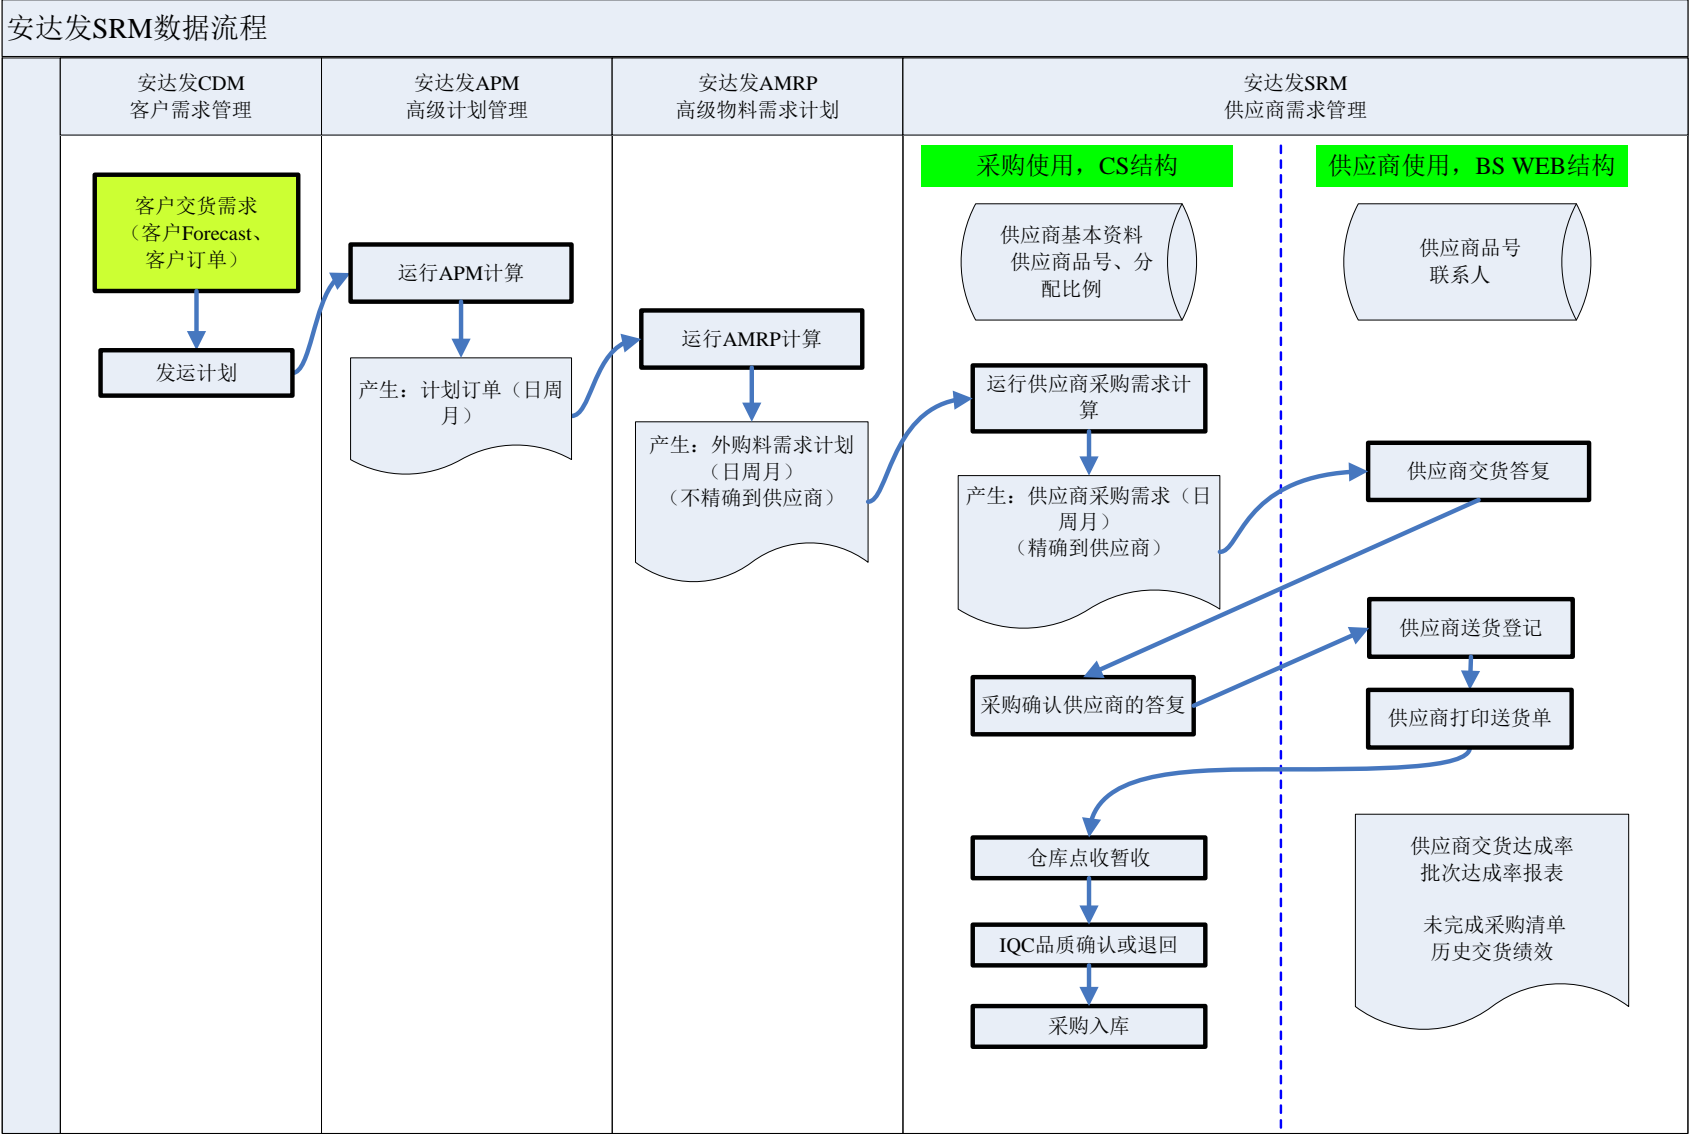 安达发SRM数据流程
安达发CDM
客户需求管理
安达发APM
高级计划管理
安达发AMRP
高级物料需求计划
安达发SRM
供应商需求管理
客户交货需求
（客户Forecast、
客户订单）
发运计划
运行APM计算
产生：计划订单（日周
月）
运行AMRP计算
产生：外购料需求计划
（日周月）
（不精确到供应商）
采购使用，CS结构
供应商基本资料
供应商品号、分
配比例
运行供应商采购需求计
算
产生：供应商采购需求（日
周月）
（精确到供应商）
采购确认供应商的答复
仓库点收暂收
IQC品质确认或退回
采购入库
供应商使用，BS WEB结构
供应商品号
联系人
供应商交货答复
供应商送货登记
供应商打印送货单
供应商交货达成率
批次达成率报表
未完成采购清单
历史交货绩效